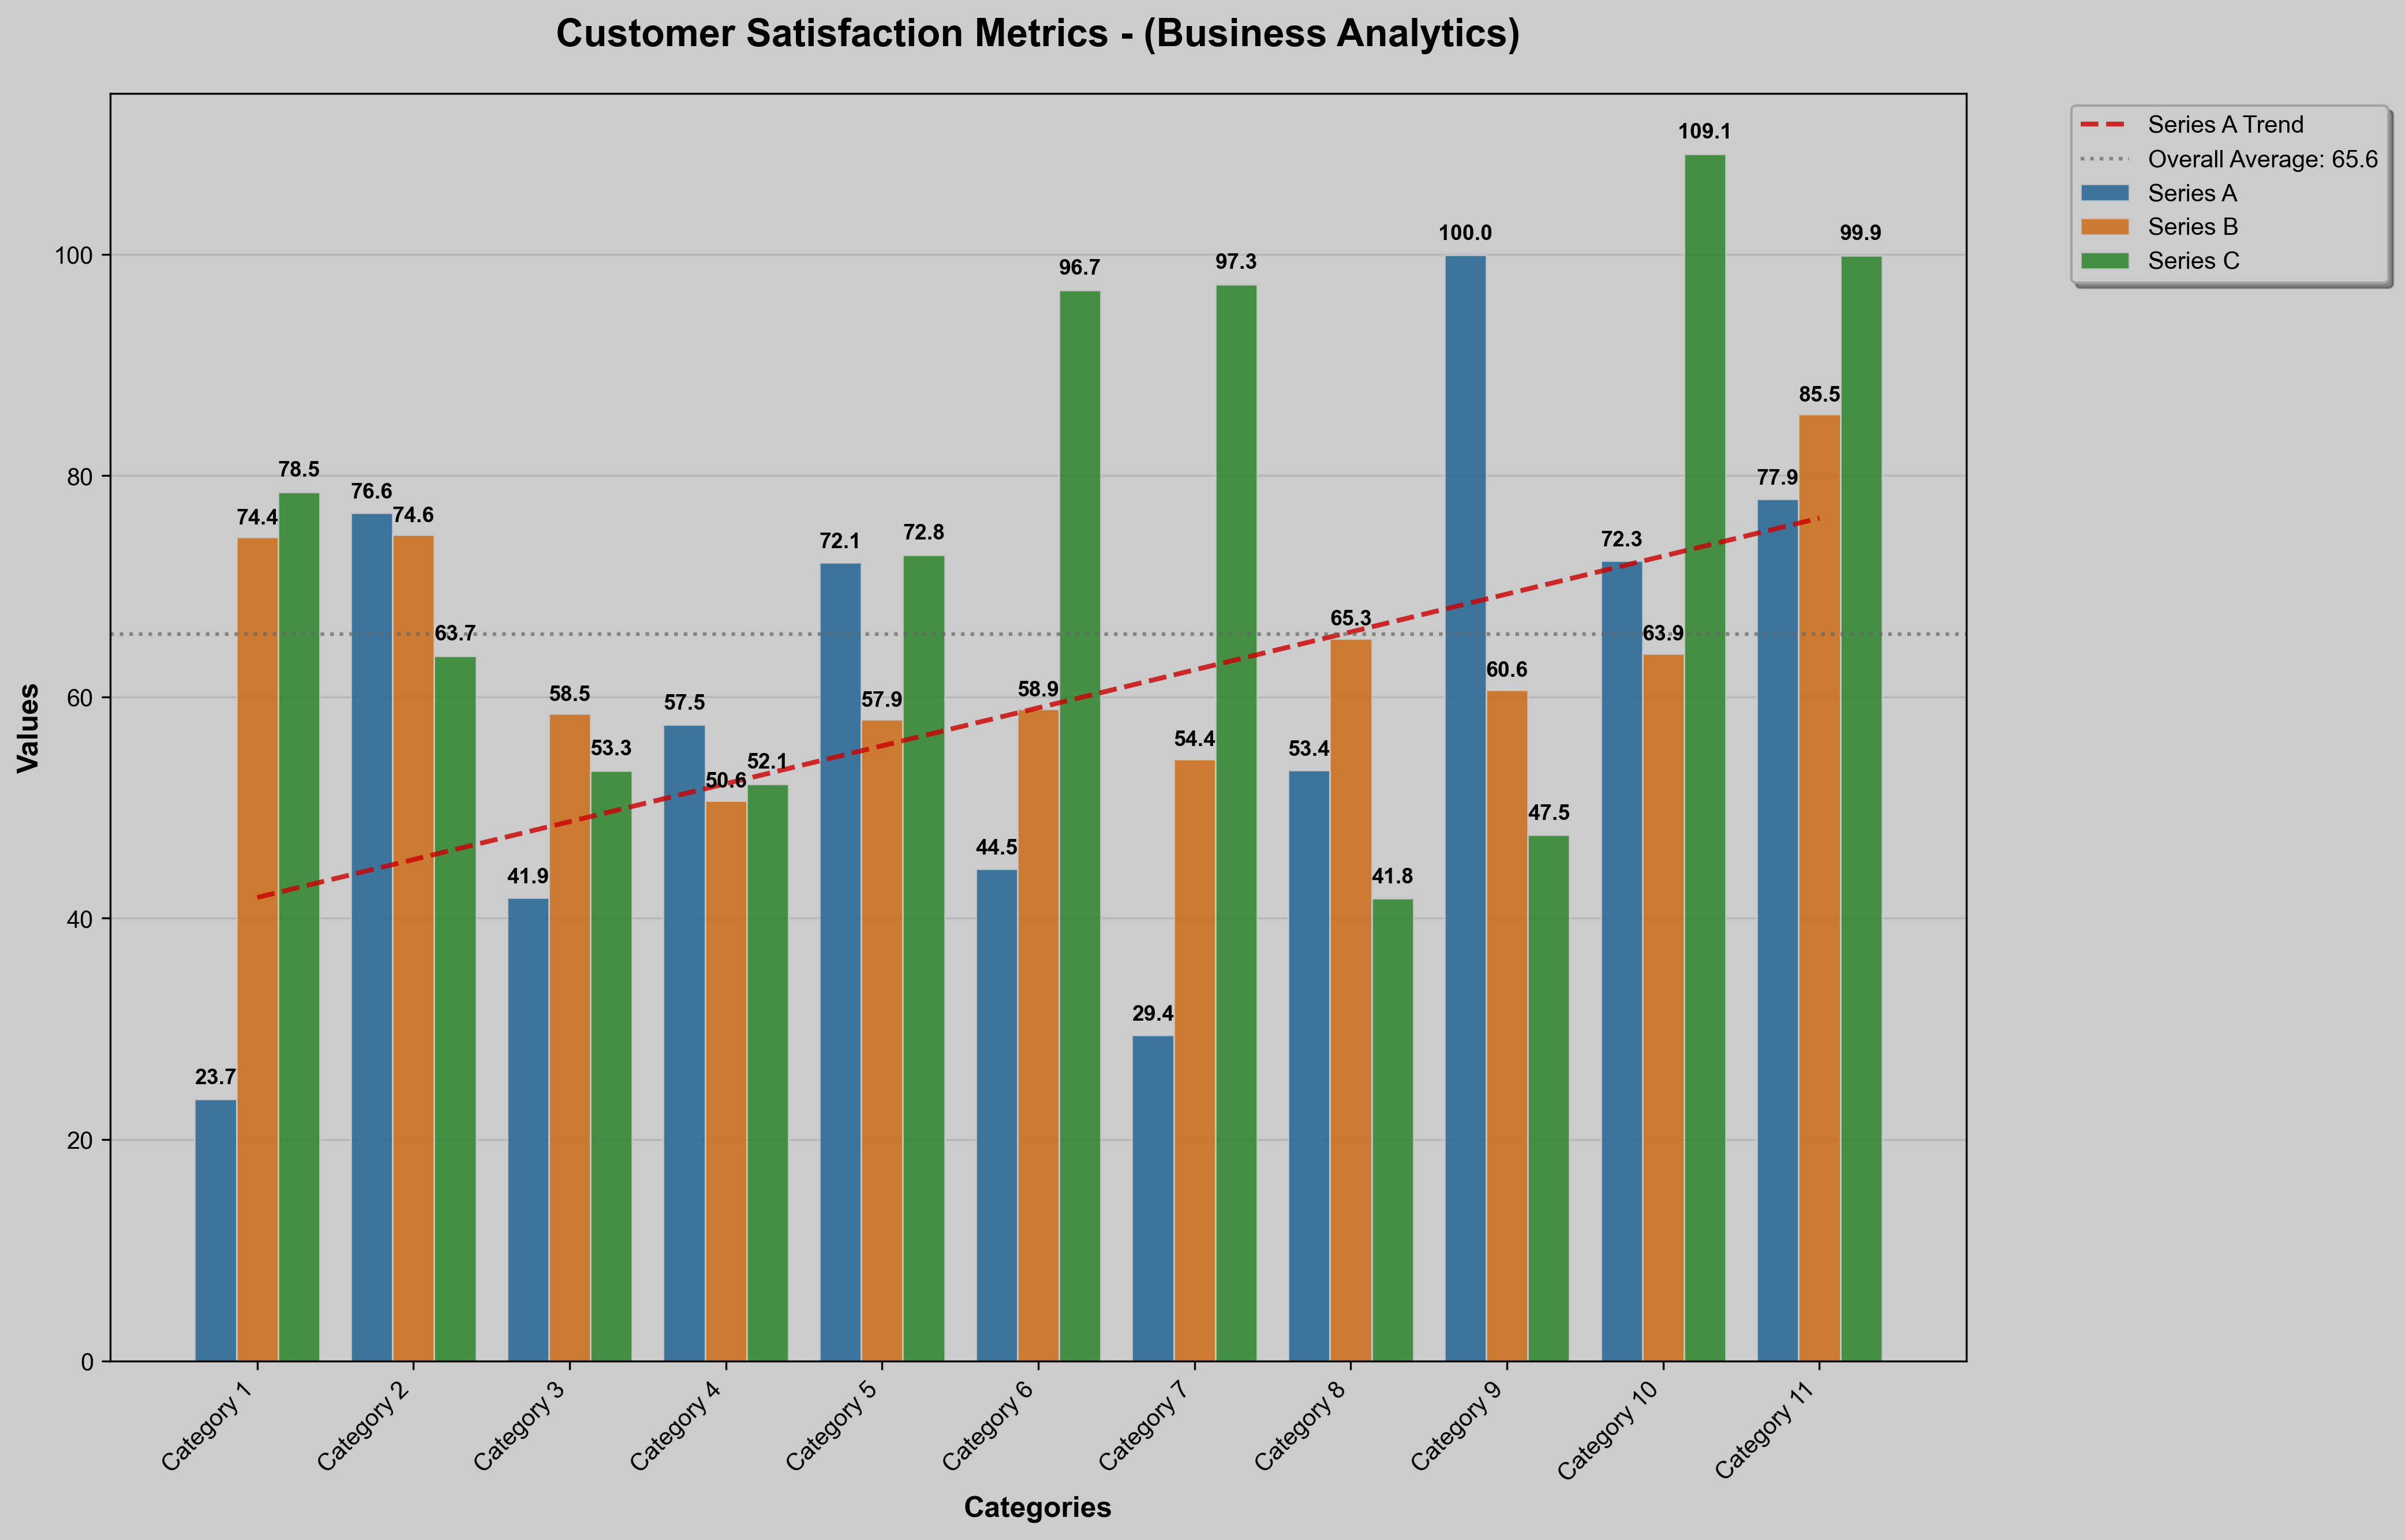 Customer Satisfaction Metrics - (Business Analytics)
Series A Trend
Overall Average: 65.6
Series A
Series B
Series C
Values
100
80
60
40
20
0
23.7
74.4
78.5
76.6
74.6
63.7
41.9
58.5
53.3
57.5
50.6
52.1
72.1
57.9
72.8
44.5
58.9
96.7
29.4
54.4
97.3
53.4
65.3
41.8
100.0
60.6
47.5
72.3
63.9
109.1
77.9
85.5
99.9
Category 1
Category 2
Category 3
Category 4
Category 5
Category 6
Category 7
Category 8
Category 9
Category 10
Category 11
Categories